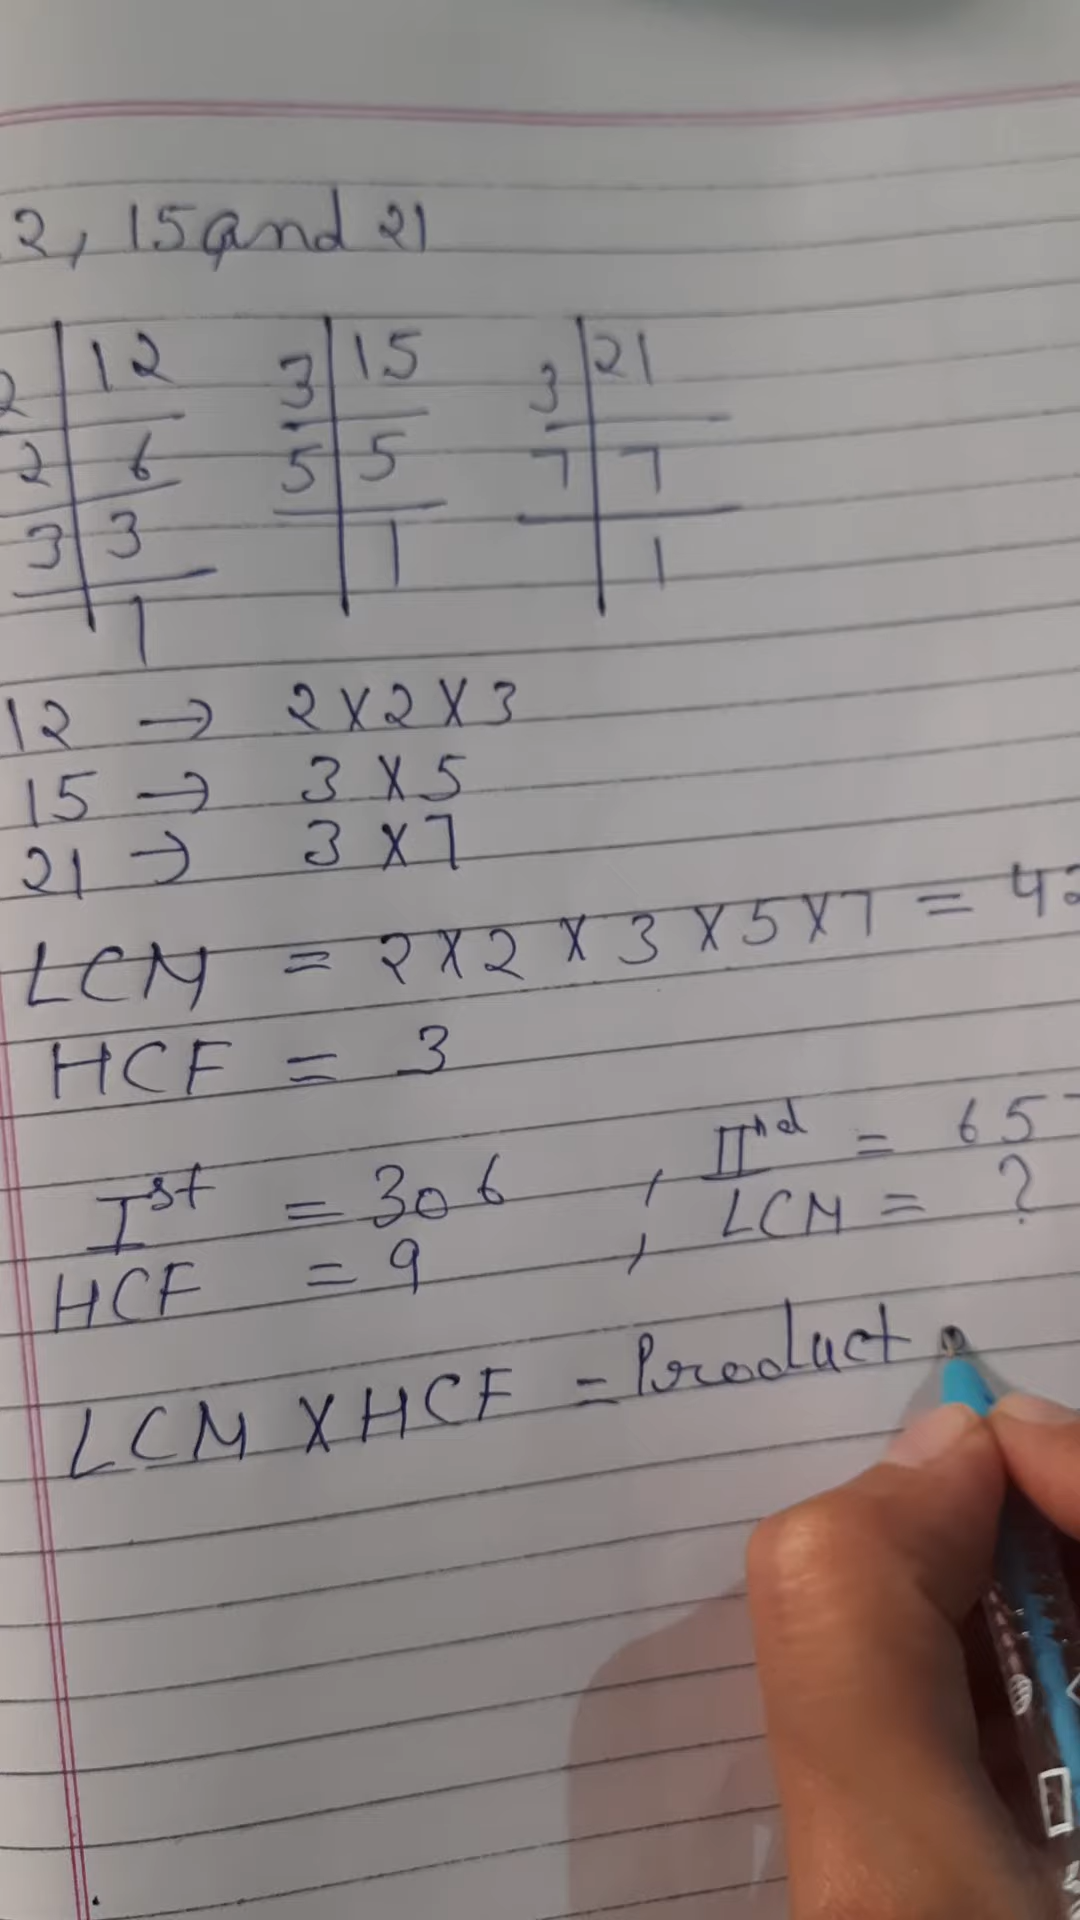 2, 15 and 21
2 | 12 3 | 15 3 | 21
2 | 6 5 | 5 7 | 7
3 | 3 1 1
1
12 → 2 X 2 X 3
15 → 3 X 5
21 → 3 X 7
LCM = 2 X 2 X 3 X 5 X 7 = 42
HCF = 3
Ist = 306 , IInd = 65
HCF = 9 , LCM = ?
LCM X HCF = Product